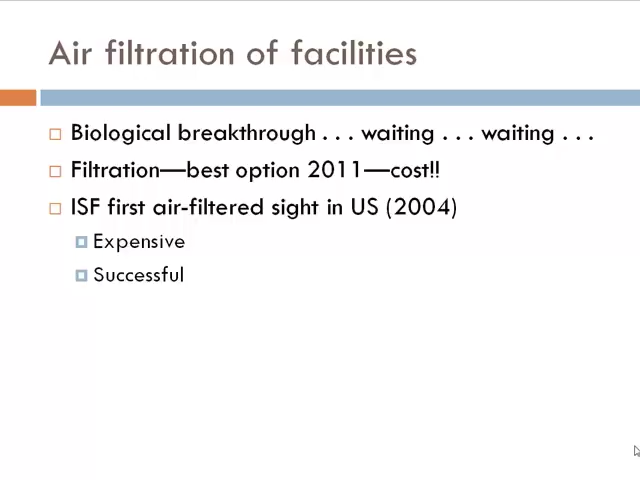 Air filtration of facilities
Biological breakthrough . . . waiting . . . waiting . . .
Filtration—best option 2011—cost!!
ISF first air-filtered sight in US (2004)
Expensive
Successful